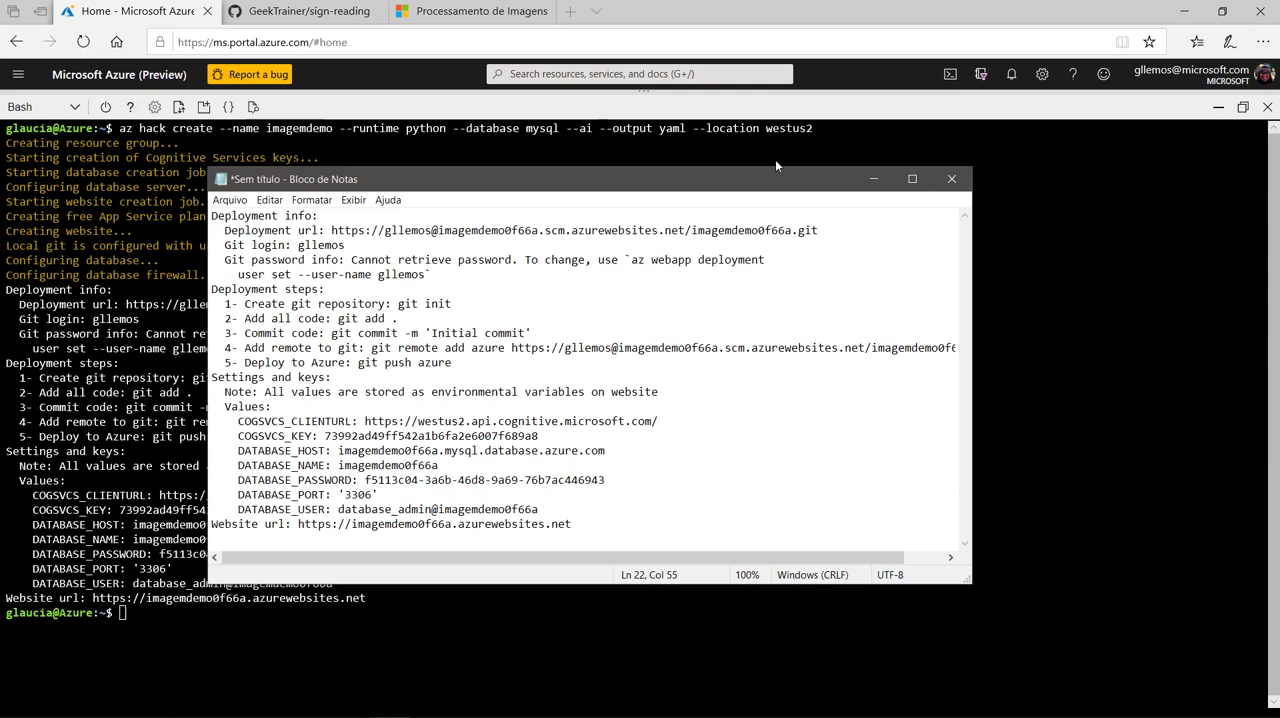 Home - Microsoft Azure
GeekTrainer/sign-reading
Processamento de Imagens
https://ms.portal.azure.com/#home
Microsoft Azure (Preview)
Report a bug
Search resources, services, and docs (G+/)
gllemos@microsoft.com
MICROSOFT
Bash
glaucia@Azure:~$ az hack create --name imagemdemo --runtime python --database mysql --ai --output yaml --location westus2
Creating resource group...
Starting creation of Cognitive Services keys...
Starting database creation job
Configuring database server...
Starting website creation job.
Creating free App Service plan
Creating website...
Local git is configured with u
Configuring database...
Configuring database firewall.
Deployment info:
Deployment url: https://glle
Git login: gllemos
Git password info: Cannot re
user set --user-name gllem
Deployment steps:
1- Create git repository: gi
2- Add all code: git add .
3- Commit code: git commit -
4- Add remote to git: git re
5- Deploy to Azure: git push
Settings and keys:
Note: All values are stored
Values:
COGSVCS_CLIENTURL: https:/
COGSVCS_KEY: 73992ad49ff54
DATABASE_HOST: imagemdemo0
DATABASE_NAME: imagemdemo0
DATABASE_PASSWORD: f5113c0
DATABASE_PORT: '3306'
DATABASE_USER: database_admin@imagemdemo0f66a
Website url: https://imagemdemo0f66a.azurewebsites.net
glaucia@Azure:~$
*Sem título - Bloco de Notas
Arquivo Editar Formatar Exibir Ajuda
Deployment info:
Deployment url: https://gllemos@imagemdemo0f66a.scm.azurewebsites.net/imagemdemo0f66a.git
Git login: gllemos
Git password info: Cannot retrieve password. To change, use `az webapp deployment
user set --user-name gllemos`
Deployment steps:
1- Create git repository: git init
2- Add all code: git add .
3- Commit code: git commit -m 'Initial commit'
4- Add remote to git: git remote add azure https://gllemos@imagemdemo0f66a.scm.azurewebsites.net/imagemdemo0f6
5- Deploy to Azure: git push azure
Settings and keys:
Note: All values are stored as environmental variables on website
Values:
COGSVCS_CLIENTURL: https://westus2.api.cognitive.microsoft.com/
COGSVCS_KEY: 73992ad49ff542a1b6fa2e6007f689a8
DATABASE_HOST: imagemdemo0f66a.mysql.database.azure.com
DATABASE_NAME: imagemdemo0f66a
DATABASE_PASSWORD: f5113c04-3a6b-46d8-9a69-76b7ac446943
DATABASE_PORT: '3306'
DATABASE_USER: database_admin@imagemdemo0f66a
Website url: https://imagemdemo0f66a.azurewebsites.net
Ln 22, Col 55 100% Windows (CRLF) UTF-8